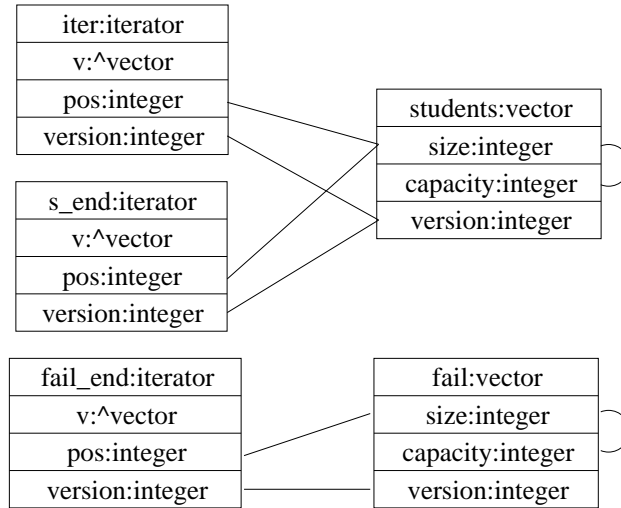 iter:iterator
v:^vector
pos:integer
version:integer
students:vector
size:integer
capacity:integer
version:integer
s_end:iterator
v:^vector
pos:integer
version:integer
fail_end:iterator
v:^vector
pos:integer
version:integer
fail:vector
size:integer
capacity:integer
version:integer